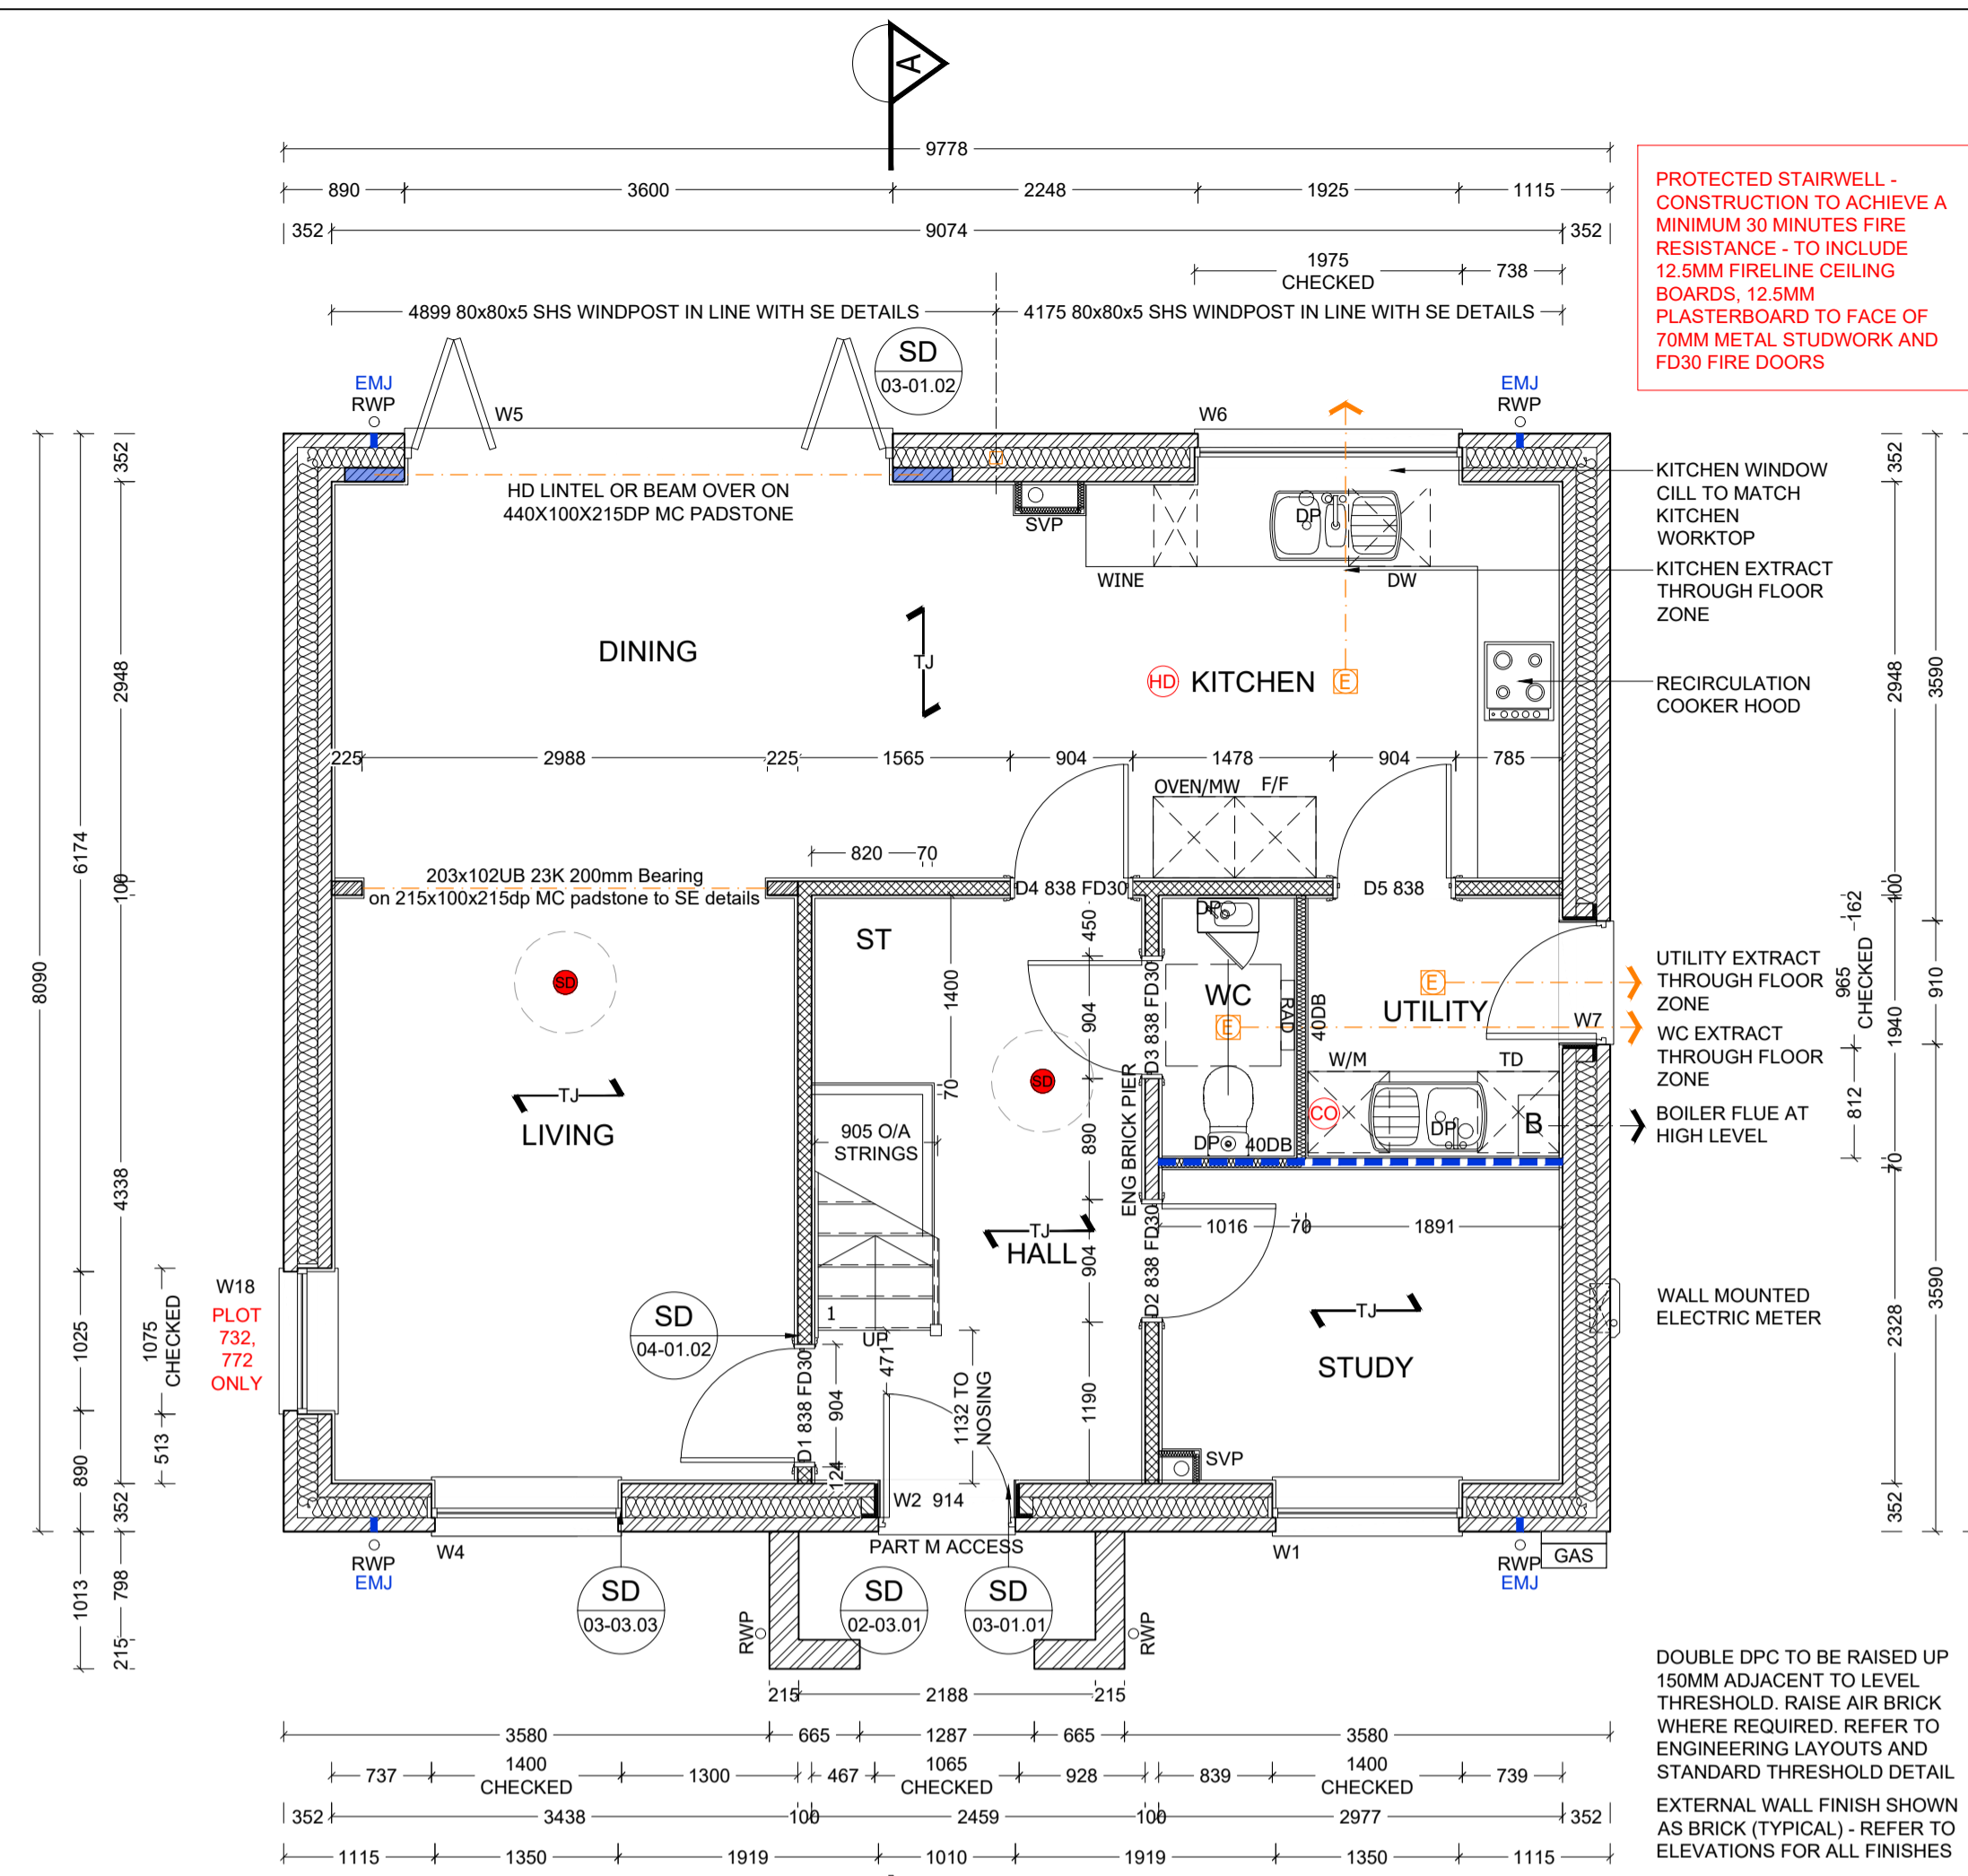 A
9778
890
3600
2248
1925
1115
352
9074
352
1975
CHECKED
738
4899 80x80x5 SHS WINDPOST IN LINE WITH SE DETAILS
4175 80x80x5 SHS WINDPOST IN LINE WITH SE DETAILS
PROTECTED STAIRWELL -
CONSTRUCTION TO ACHIEVE A
MINIMUM 30 MINUTES FIRE
RESISTANCE - TO INCLUDE
12.5MM FIRELINE CEILING
BOARDS, 12.5MM
PLASTERBOARD TO FACE OF
70MM METAL STUDWORK AND
FD30 FIRE DOORS
SD
03-01.02
EMJ
RWP
W5
W6
EMJ
RWP
HD LINTEL OR BEAM OVER ON
440X100X215DP MC PADSTONE
SVP
DP
WINE
DW
KITCHEN WINDOW
CILL TO MATCH
KITCHEN
WORKTOP
KITCHEN EXTRACT
THROUGH FLOOR
ZONE
RECIRCULATION
COOKER HOOD
DINING
TJ
HD
KITCHEN
E
225
2988
225
1565
904
1478
904
785
OVEN/MW
F/F
820
70
203x102UB 23K 200mm Bearing
on 215x100x215dp MC padstone to SE details
D4 838 FD30
D5 838
ST
DP
SD
1400
450
904
D3 838 FD30
WC
E
RAD
40DB
E
UTILITY
W7
UTILITY EXTRACT
THROUGH FLOOR
ZONE
WC EXTRACT
THROUGH FLOOR
ZONE
BOILER FLUE AT
HIGH LEVEL
SD
W/M
TD
CO
DP
B
DP
40DB
TJ
LIVING
70
905 O/A
STRINGS
890
ENG BRICK PIER
1016
70
1891
TJ
HALL
904
D2 838 FD30
TJ
STUDY
WALL MOUNTED
ELECTRIC METER
W18
PLOT
732,
772
ONLY
SD
04-01.02
1
UP
471
1132 TO
NOSING
1190
D1 838 FD30
904
124
SVP
W2 914
PART M ACCESS
W4
W1
RWP
EMJ
RWP
EMJ
GAS
SD
03-03.03
SD
02-03.01
SD
03-01.01
RWP
RWP
8090
6174
1025
890
1013
352
2948
100
4338
352
798
215
1075
CHECKED
513
352
2948
100
1940
70
2328
352
162
965
CHECKED
812
3590
910
3590
215
2188
215
3580
665
1287
665
3580
737
1400
CHECKED
1300
467
1065
CHECKED
928
839
1400
CHECKED
739
352
3438
100
2459
100
2977
352
1115
1350
1919
1010
1919
1350
1115
DOUBLE DPC TO BE RAISED UP
150MM ADJACENT TO LEVEL
THRESHOLD. RAISE AIR BRICK
WHERE REQUIRED. REFER TO
ENGINEERING LAYOUTS AND
STANDARD THRESHOLD DETAIL
EXTERNAL WALL FINISH SHOWN
AS BRICK (TYPICAL) - REFER TO
ELEVATIONS FOR ALL FINISHES